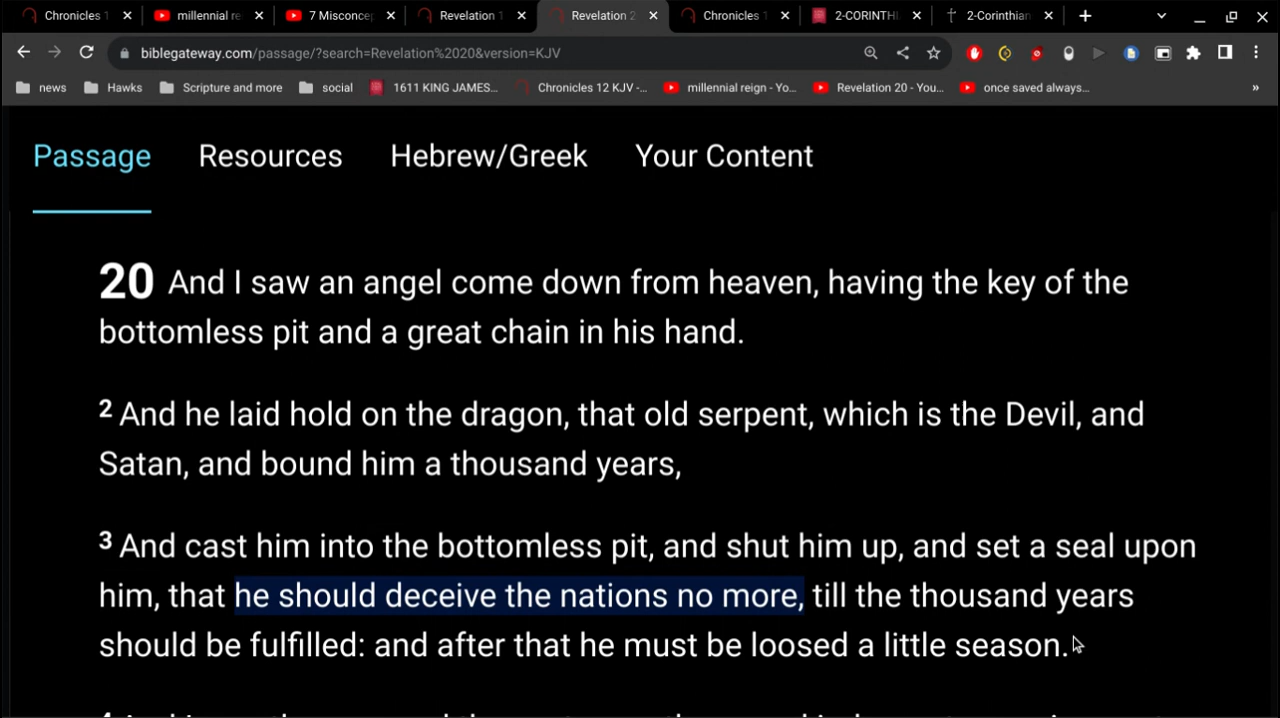 Chronicles 1
millennial re
7 Misconcep
Revelation 1
Revelation 2
Chronicles 1
2-CORINTHI
2-Corinthian
biblegateway.com/passage/?search=Revelation%2020&version=KJV
news
Hawks
Scripture and more
social
1611 KING JAMES...
Chronicles 12 KJV -...
millennial reign - Yo...
Revelation 20 - You...
once saved always...
»
Passage Resources Hebrew/Greek Your Content
20 And I saw an angel come down from heaven, having the key of the
bottomless pit and a great chain in his hand.
2 And he laid hold on the dragon, that old serpent, which is the Devil, and
Satan, and bound him a thousand years,
3 And cast him into the bottomless pit, and shut him up, and set a seal upon
him, that he should deceive the nations no more, till the thousand years
should be fulfilled: and after that he must be loosed a little season.